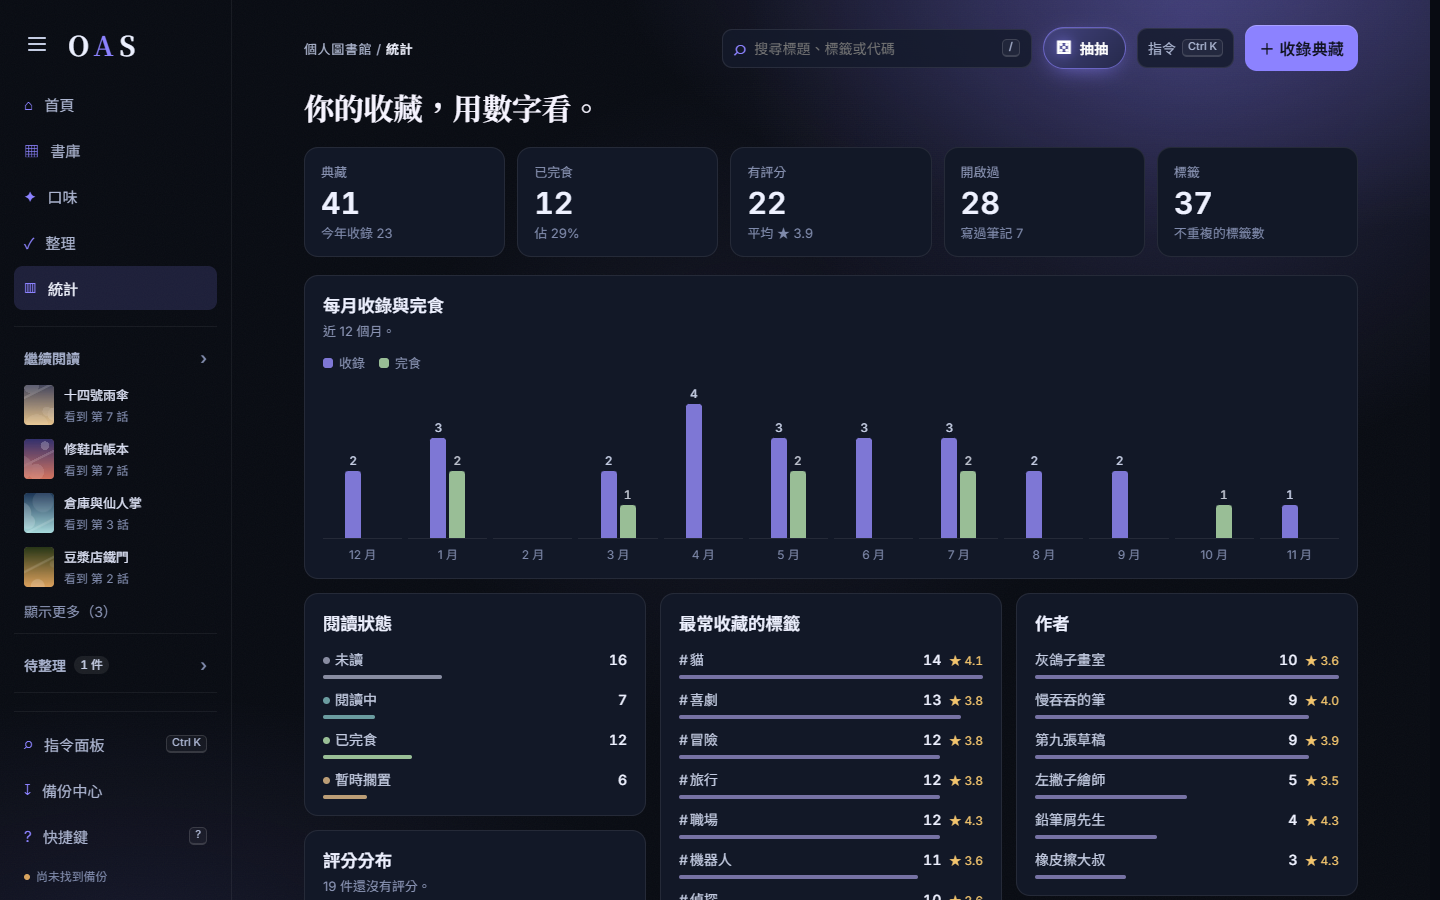 OAS
首頁
書庫
口味
整理
統計
繼續閱讀
十四號雨傘
看到 第 7 話
修鞋店帳本
看到 第 7 話
倉庫與仙人掌
看到 第 3 話
豆漿店鐵門
看到 第 2 話
顯示更多（3）
待整理 1 件
指令面板 Ctrl K
備份中心
? 快捷鍵 ?
尚未找到備份
個人圖書館 / 統計
搜尋標題、標籤或代碼 /
抽抽
指令 Ctrl K
＋ 收錄典藏
你的收藏，用數字看。
典藏
41
今年收錄 23
已完食
12
佔 29%
有評分
22
平均 ★ 3.9
開啟過
28
寫過筆記 7
標籤
37
不重複的標籤數
每月收錄與完食
近 12 個月。
收錄 完食
2 3 2 2 1 4 3 2 3 3 2 2 2 1 1
12 月 1 月 2 月 3 月 4 月 5 月 6 月 7 月 8 月 9 月 10 月 11 月
閱讀狀態
未讀 16
閱讀中 7
已完食 12
暫時擱置 6
評分分布
19 件還沒有評分。
最常收藏的標籤
#貓 14 ★ 4.1
#喜劇 13 ★ 3.8
#冒險 12 ★ 3.8
#旅行 12 ★ 3.8
#職場 12 ★ 4.3
#機器人 11 ★ 3.6
作者
灰鴿子畫室 10 ★ 3.6
慢吞吞的筆 9 ★ 4.0
第九張草稿 9 ★ 3.9
左撇子繪師 5 ★ 3.5
鉛筆屑先生 4 ★ 4.3
橡皮擦大叔 3 ★ 4.3